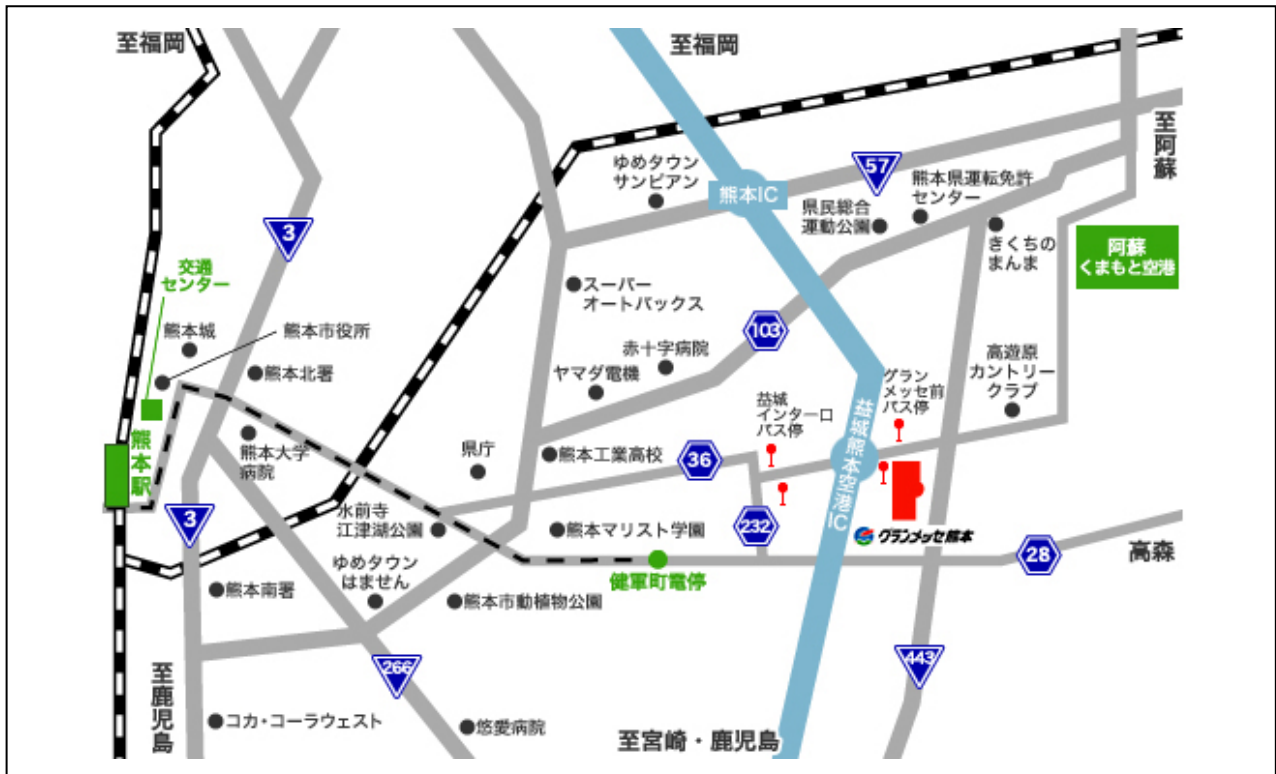 至福岡
至福岡
至阿蘇
57
ゆめタウン
サンピアン
熊本IC
熊本県運転免許
センター
県民総合
運動公園
3
きくちの
まんま
阿蘇
くまもと空港
交通
センター
スーパー
オートバックス
熊本城
熊本市役所
103
赤十字病院
高遊原
カントリー
クラブ
熊本北署
ヤマダ電機
グラン
メッセ前
バス停
益城
インター口
バス停
熊本駅
熊本大学
病院
県庁
熊本工業高校
36
益城熊本空港IC
3
水前寺
江津湖公園
熊本マリスト学園
232
グランメッセ熊本
28
高森
ゆめタウン
はません
健軍町電停
熊本南署
熊本市動植物公園
266
443
至鹿児島
コカ・コーラウェスト
悠愛病院
至宮崎・鹿児島